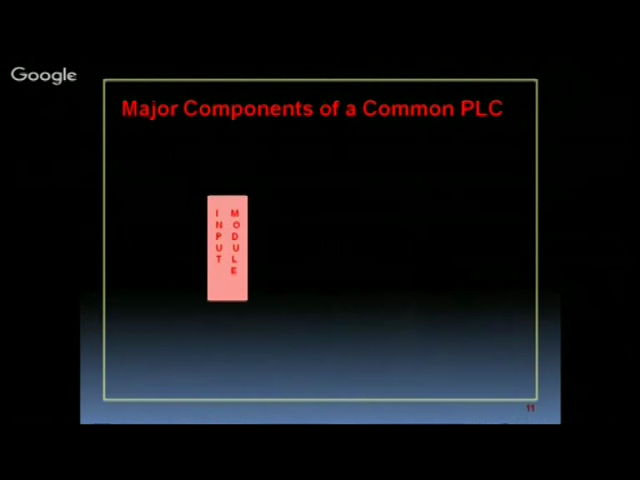 Google
Major Components of a Common PLC
INPUT
MODULE
11